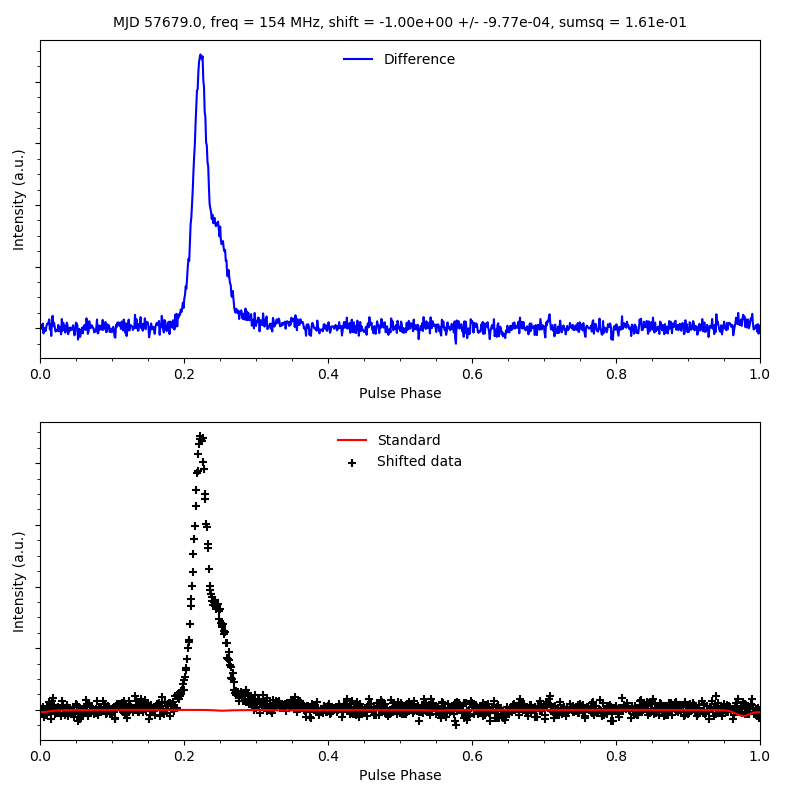 MJD 57679.0, freq = 154 MHz, shift = -1.00e+00 +/- -9.77e-04, sumsq = 1.61e-01
Difference
Intensity (a.u.)
0.0 0.2 0.4 0.6 0.8 1.0
Pulse Phase
Standard
Shifted data
Intensity (a.u.)
0.0 0.2 0.4 0.6 0.8 1.0
Pulse Phase